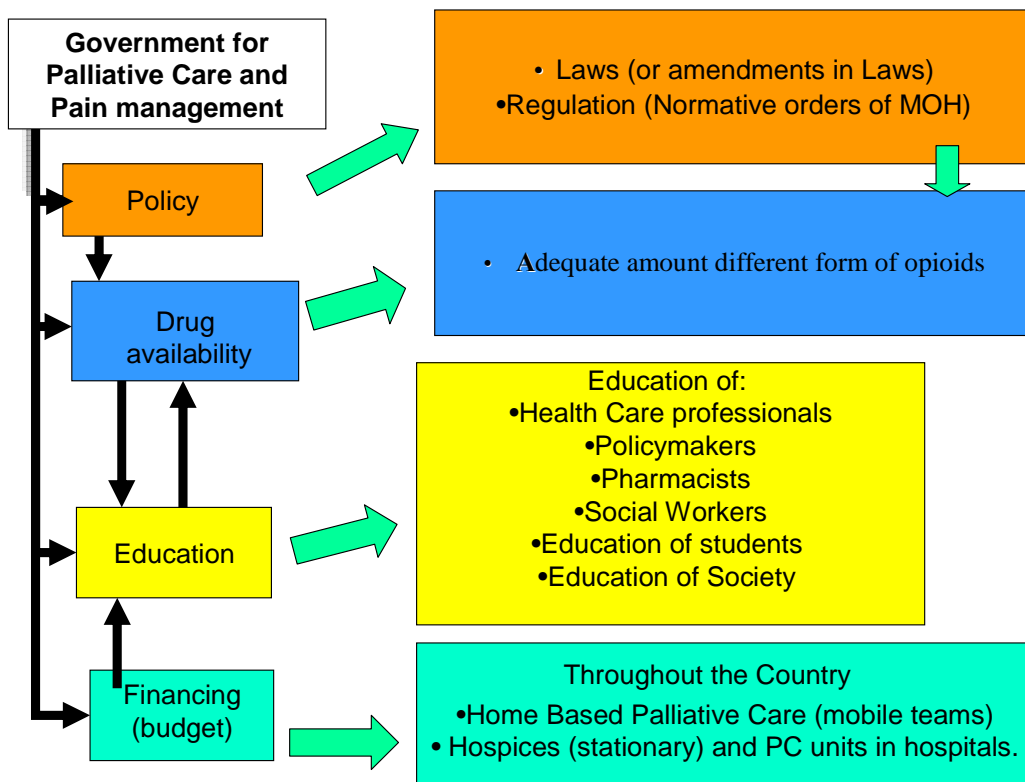 Government for
Palliative Care and
Pain management
• Laws (or amendments in Laws)
•Regulation (Normative orders of MOH)
Policy
• Adequate amount different form of opioids
Drug
availability
Education of:
•Health Care professionals
•Policymakers
•Pharmacists
•Social Workers
•Education of students
•Education of Society
Education
Throughout the Country
•Home Based Palliative Care (mobile teams)
• Hospices (stationary) and PC units in hospitals.
Financing
(budget)